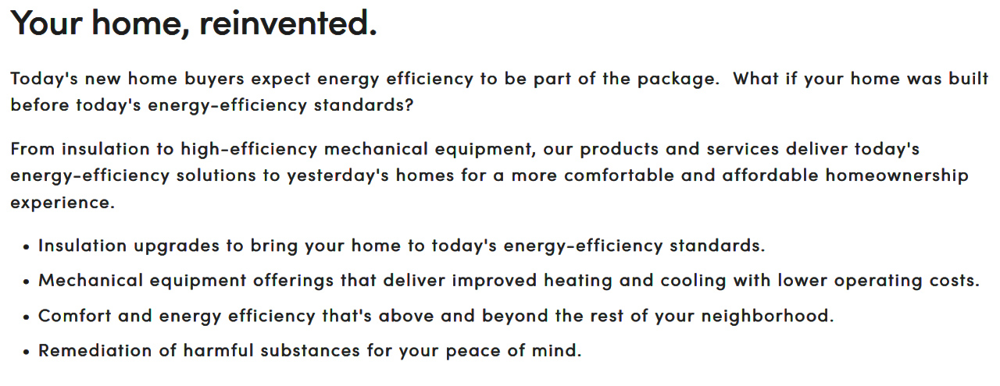 Your home, reinvented.
Today's new home buyers expect energy efficiency to be part of the package.  What if your home was built
before today's energy-efficiency standards?
From insulation to high-efficiency mechanical equipment, our products and services deliver today's
energy-efficiency solutions to yesterday's homes for a more comfortable and affordable homeownership
experience.
• Insulation upgrades to bring your home to today's energy-efficiency standards.
• Mechanical equipment offerings that deliver improved heating and cooling with lower operating costs.
• Comfort and energy efficiency that's above and beyond the rest of your neighborhood.
• Remediation of harmful substances for your peace of mind.